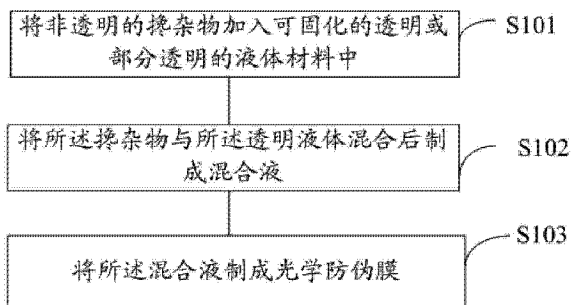 将非透明的搀杂物加入可固化的透明或
部分透明的液体材料中
S101
将所述搀杂物与所述透明液体混合后制
成混合液
S102
将所述混合液制成光学防伪膜
S103